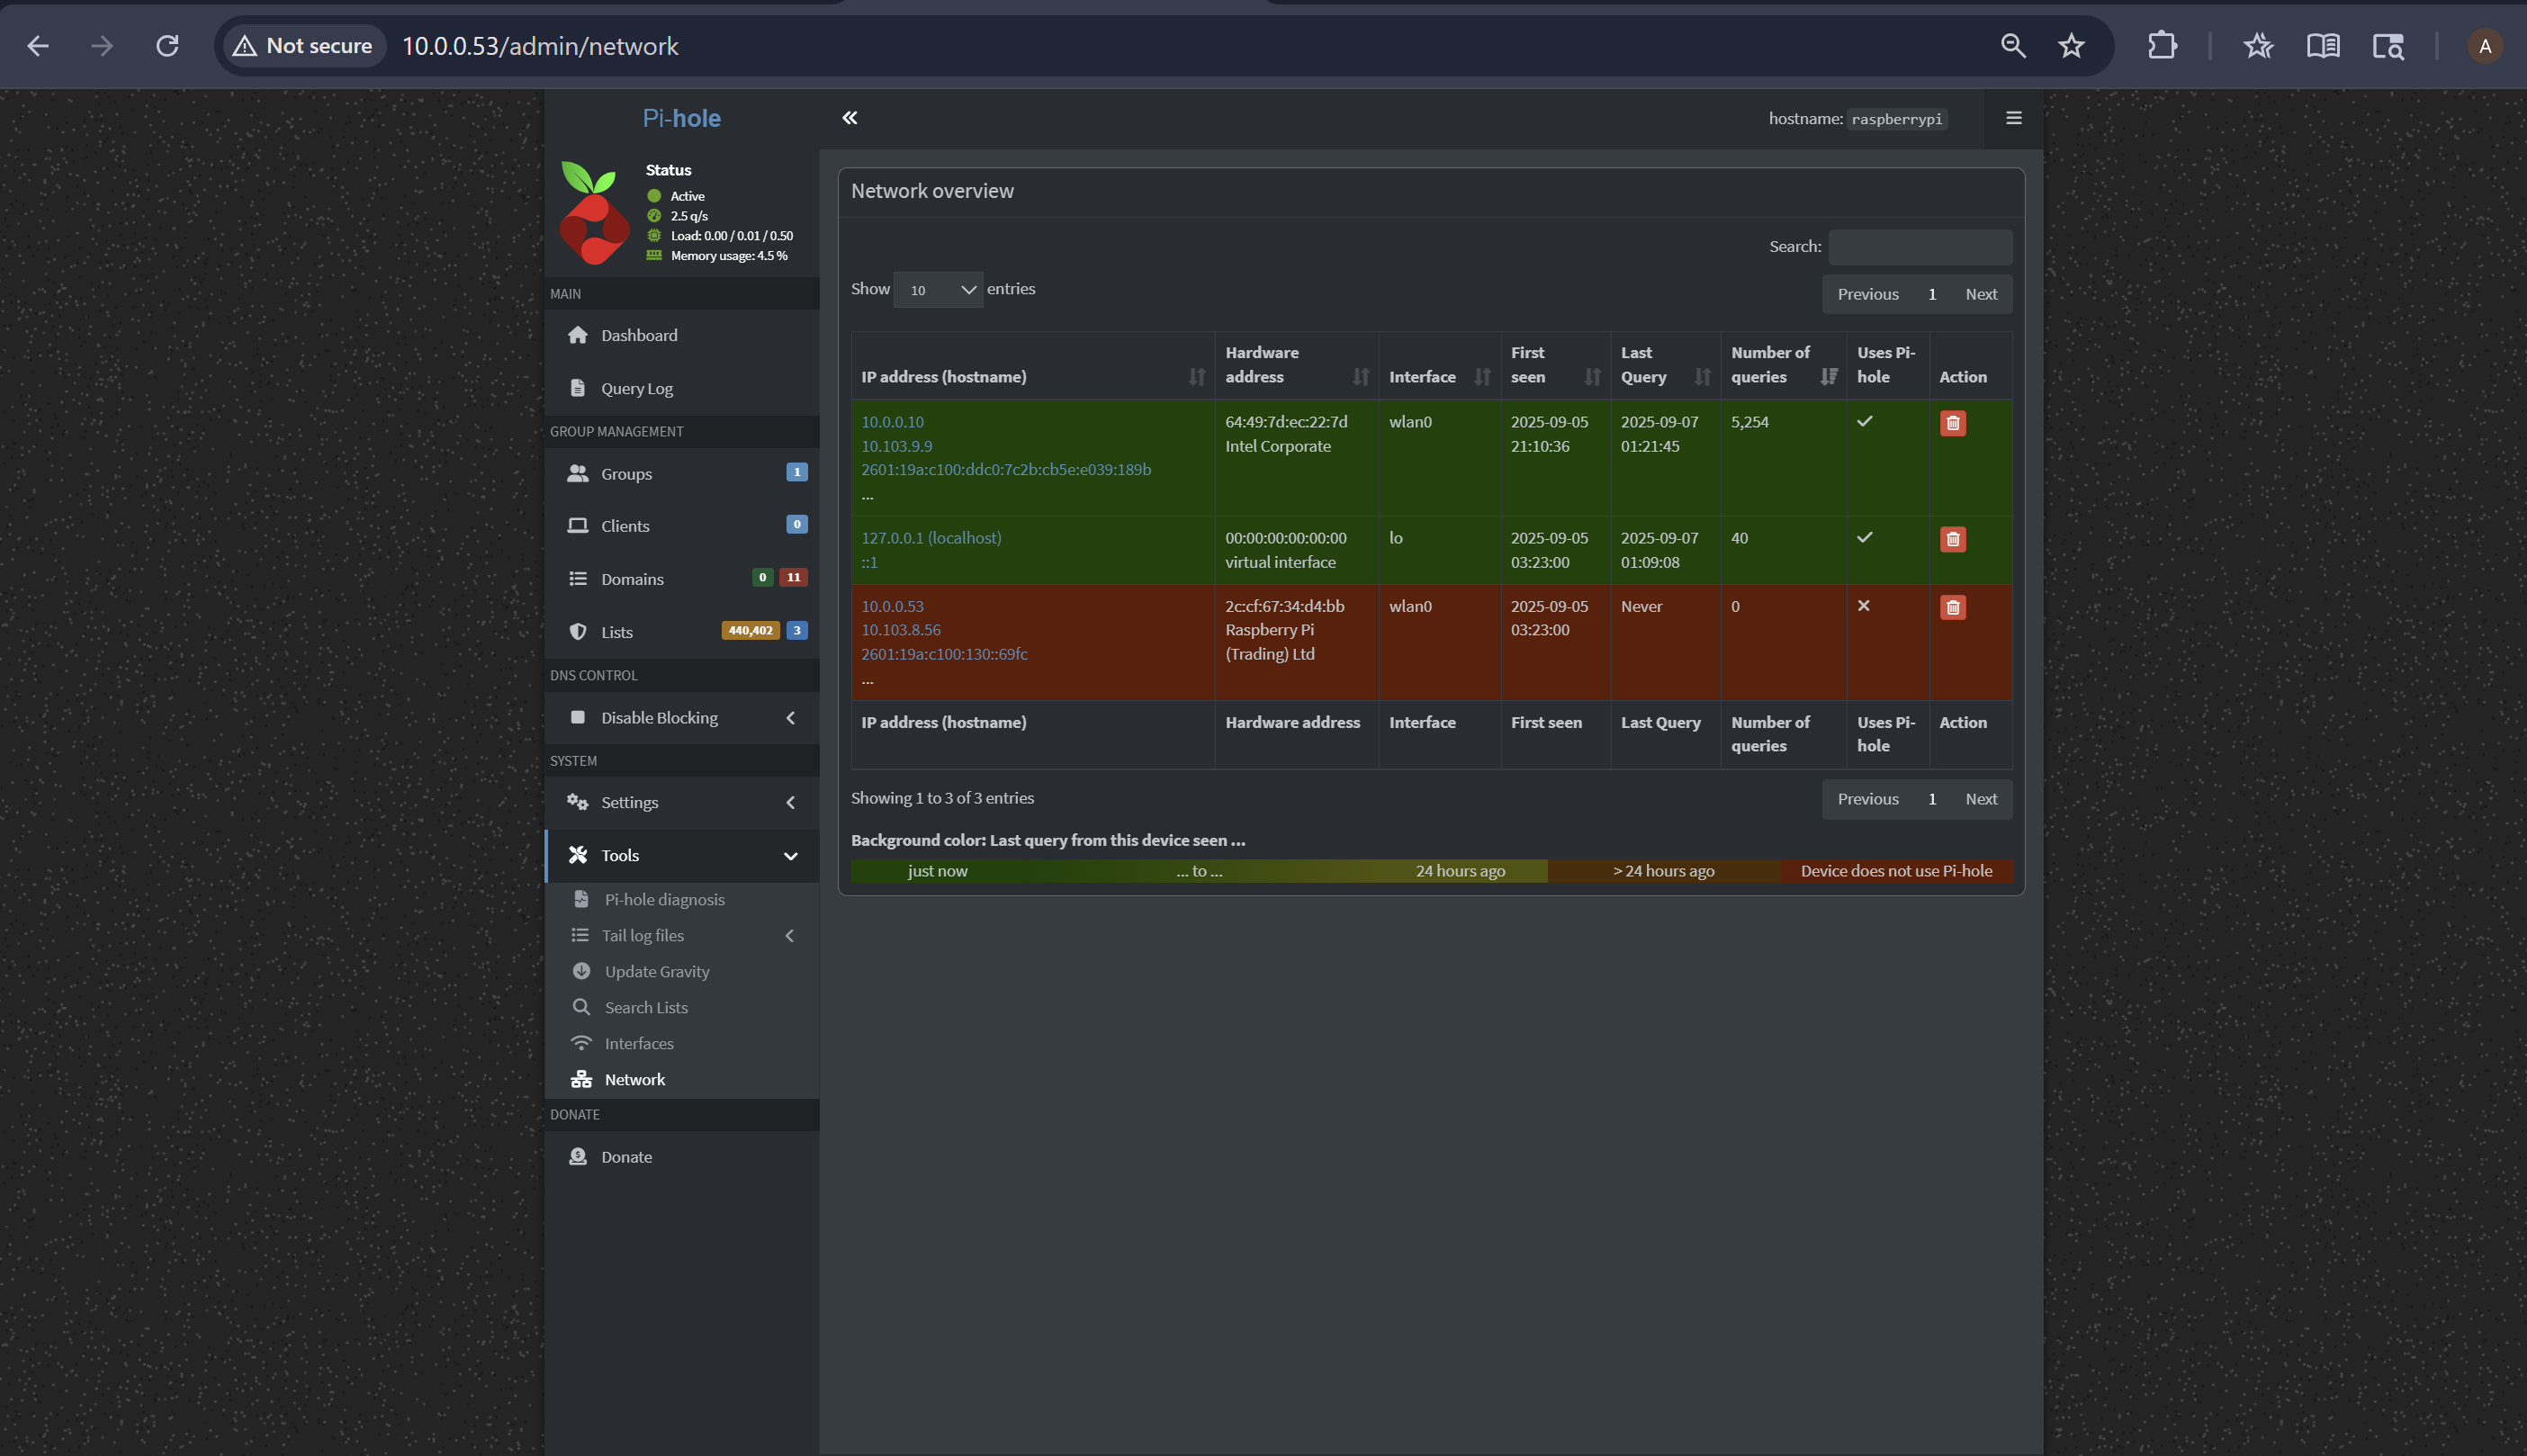 Not secure 10.0.0.53/admin/network
A
Pi-hole
hostname: raspberrypi
Status
Active
2.5 q/s
Load: 0.00 / 0.01 / 0.50
Memory usage: 4.5 %
MAIN
Dashboard
Query Log
GROUP MANAGEMENT
Groups 1
Clients 0
Domains 0 11
Lists 440,402 3
DNS CONTROL
Disable Blocking
SYSTEM
Settings
Tools
Pi-hole diagnosis
Tail log files
Update Gravity
Search Lists
Interfaces
Network
DONATE
Donate
Network overview
Search:
Show 10 entries
Previous 1 Next
IP address (hostname) Hardware address Interface First seen Last Query Number of queries Uses Pi-hole Action
10.0.0.10 64:49:7d:ec:22:7d wlan0 2025-09-05 2025-09-07 5,254
10.103.9.9 Intel Corporate 21:10:36 01:21:45
2601:19a:c100:ddc0:7c2b:cb5e:e039:189b
...
127.0.0.1 (localhost) 00:00:00:00:00:00 lo 2025-09-05 2025-09-07 40
::1 virtual interface 03:23:00 01:09:08
10.0.0.53 2c:cf:67:34:d4:bb wlan0 2025-09-05 Never 0
10.103.8.56 Raspberry Pi 03:23:00
2601:19a:c100:130::69fc (Trading) Ltd
...
IP address (hostname) Hardware address Interface First seen Last Query Number of queries Uses Pi-hole Action
Showing 1 to 3 of 3 entries
Previous 1 Next
Background color: Last query from this device seen ...
just now ... to ... 24 hours ago > 24 hours ago Device does not use Pi-hole